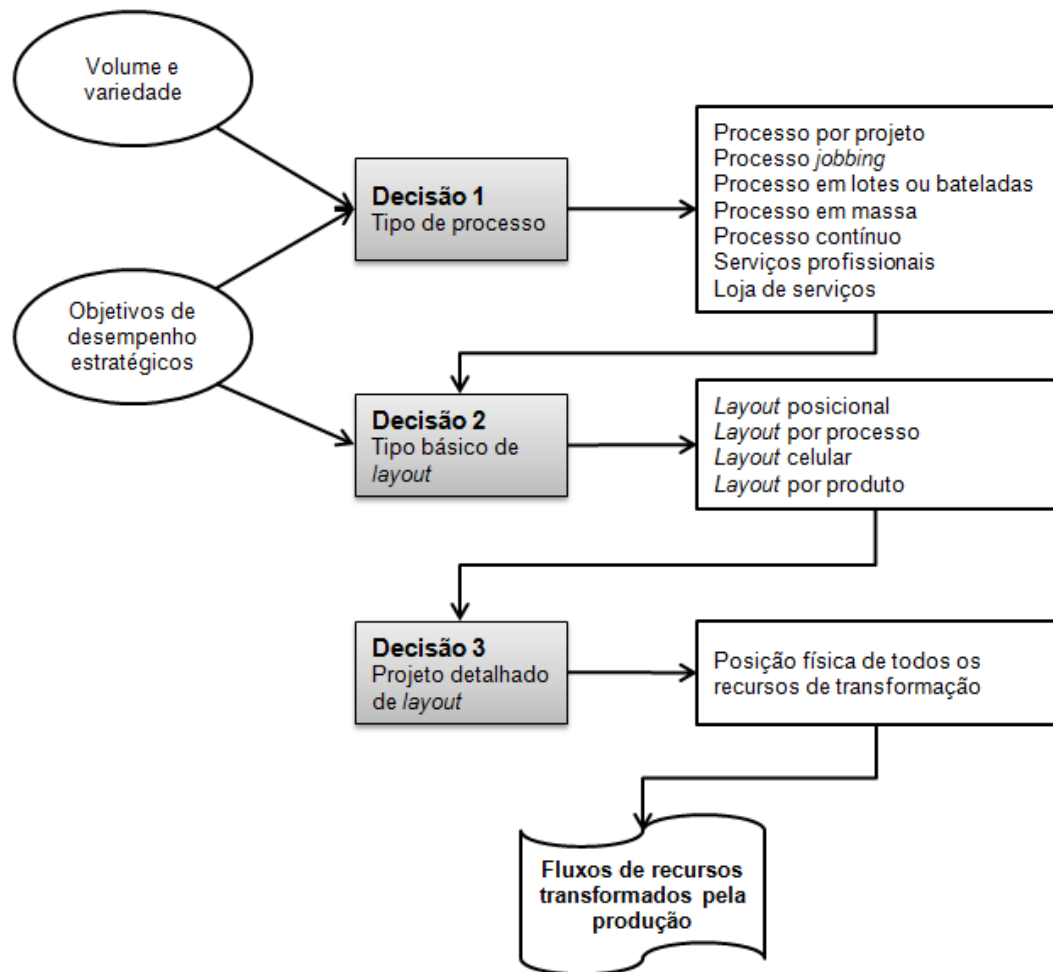 Volume e
variedade
Decisão 1
Tipo de processo
Processo por projeto
Processo jobbing
Processo em lotes ou bateladas
Processo em massa
Processo contínuo
Serviços profissionais
Loja de serviços
Objetivos de
desempenho
estratégicos
Decisão 2
Tipo básico de
layout
Layout posicional
Layout por processo
Layout celular
Layout por produto
Decisão 3
Projeto detalhado
de layout
Posição física de todos os
recursos de transformação
Fluxos de recursos
transformados pela
produção